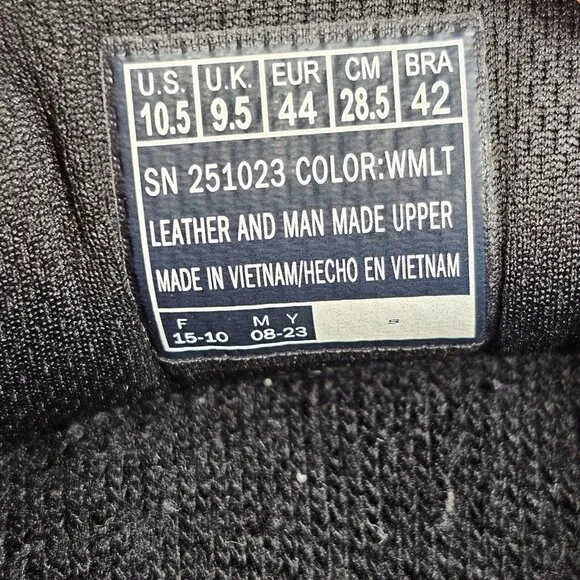 U.S. U.K. EUR CM BRA
10.5 9.5 44 28.5 42
SN 251023 COLOR:WMLT
LEATHER AND MAN MADE UPPER
MADE IN VIETNAM/HECHO EN VIETNAM
F M Y
15-10 08-23